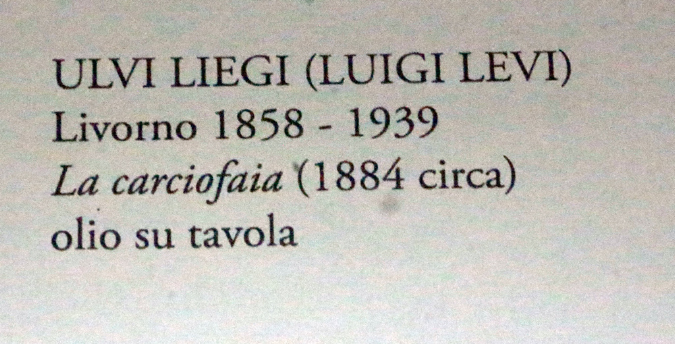 ULVI LIEGI (LUIGI LEVI)
Livorno 1858 - 1939
La carciofaia (1884 circa)
olio su tavola